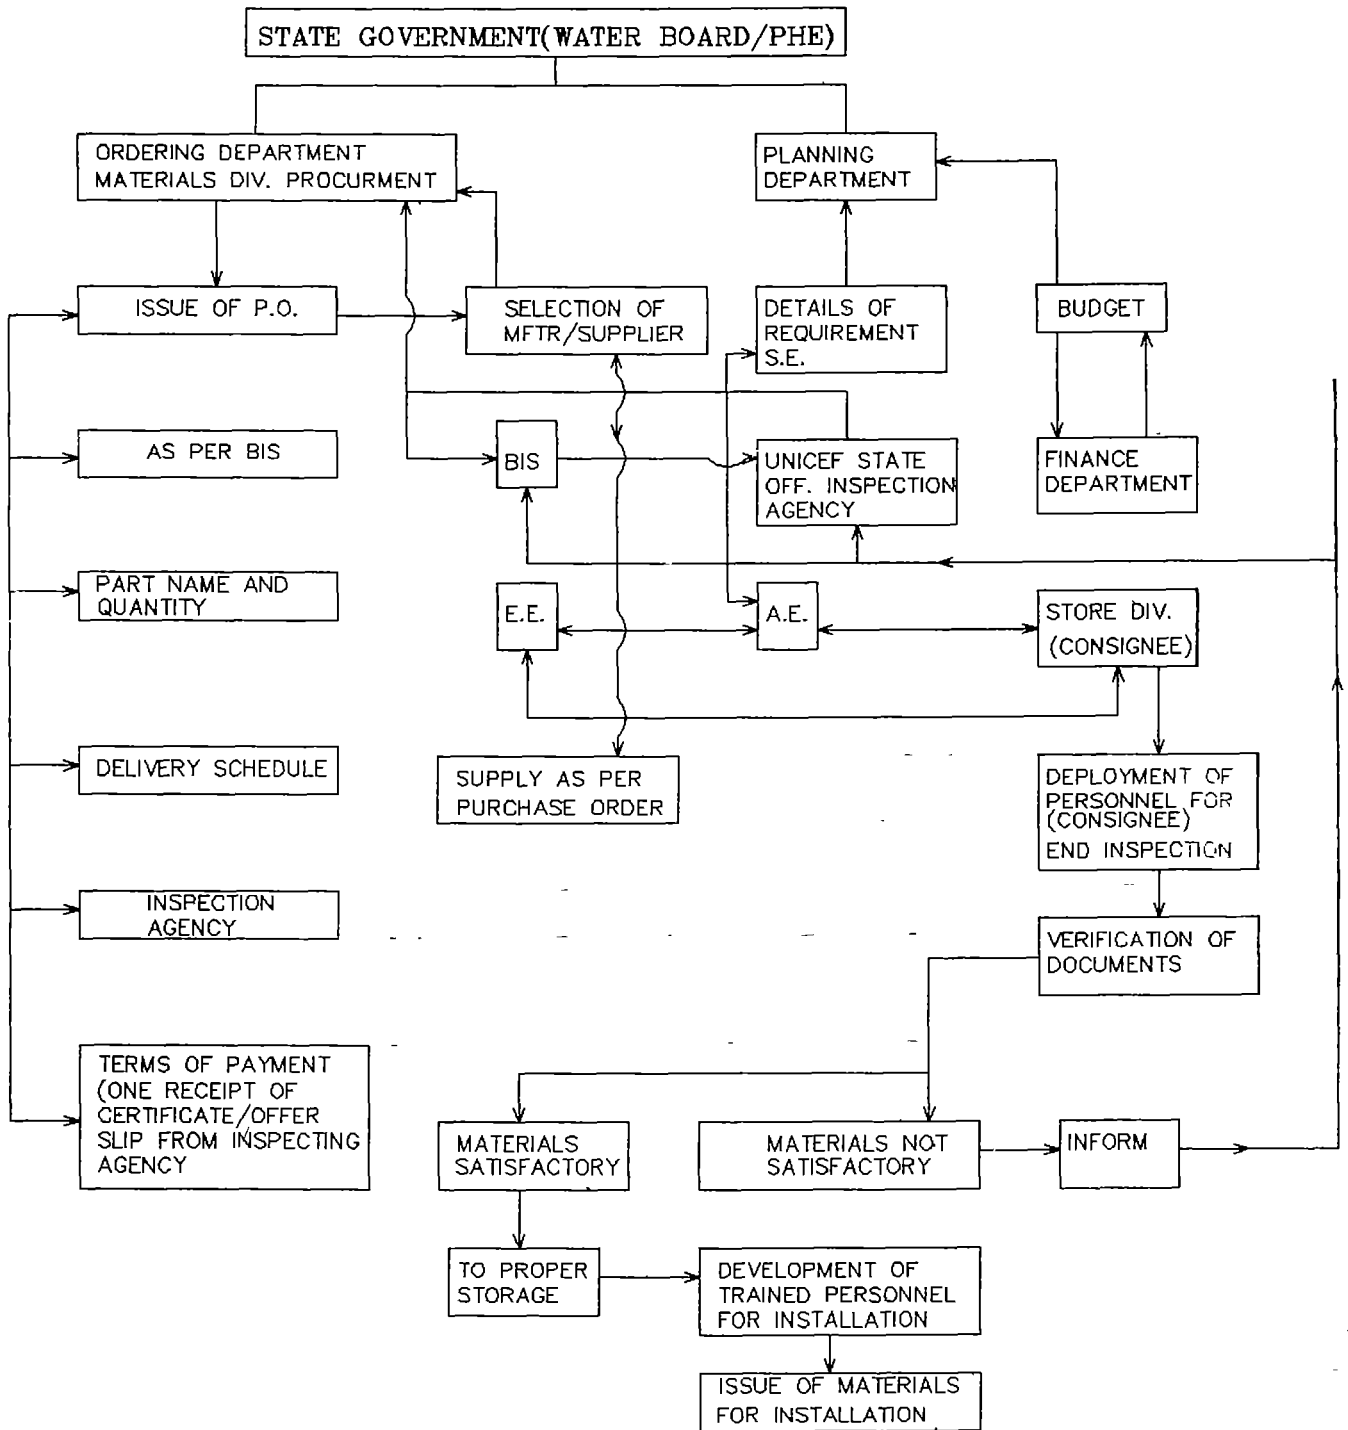 STATE GOVERNMENT(WATER BOARD/PHE)
ORDERING DEPARTMENT
MATERIALS DIV. PROCURMENT
PLANNING
DEPARTMENT
ISSUE OF P.O.
SELECTION OF
MFTR/SUPPLIER
DETAILS OF
REQUIREMENT
S.E.
BUDGET
AS PER BIS
BIS
UNICEF STATE
OFF. INSPECTION
AGENCY
FINANCE
DEPARTMENT
PART NAME AND
QUANTITY
E.E.
A.E.
STORE DIV.
(CONSIGNEE)
DELIVERY SCHEDULE
SUPPLY AS PER
PURCHASE ORDER
DEPLOYMENT OF
PERSONNEL FOR
(CONSIGNEE)
END INSPECTION
INSPECTION
AGENCY
VERIFICATION OF
DOCUMENTS
TERMS OF PAYMENT
(ONE RECEIPT OF
CERTIFICATE/OFFER
SLIP FROM INSPECTING
AGENCY
MATERIALS
SATISFACTORY
MATERIALS NOT
SATISFACTORY
INFORM
TO PROPER
STORAGE
DEVELOPMENT OF
TRAINED PERSONNEL
FOR INSTALLATION
ISSUE OF MATERIALS
FOR INSTALLATION